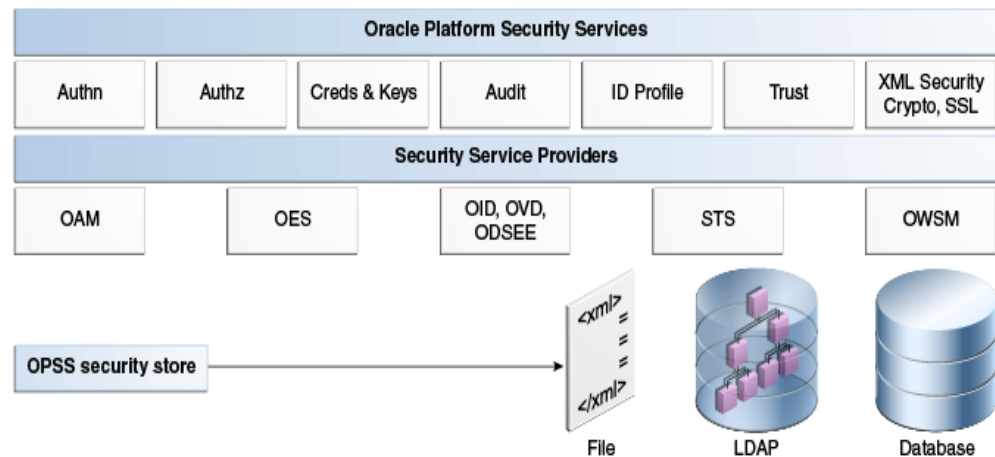 Oracle Platform Security Services
Authn
Authz
Creds & Keys
Audit
ID Profile
Trust
XML Security
Crypto, SSL
Security Service Providers
OAM
OES
OID, OVD,
ODSEE
STS
OWSM
OPSS security store
<xml>
=
=
=
=
</xml>
File
LDAP
Database